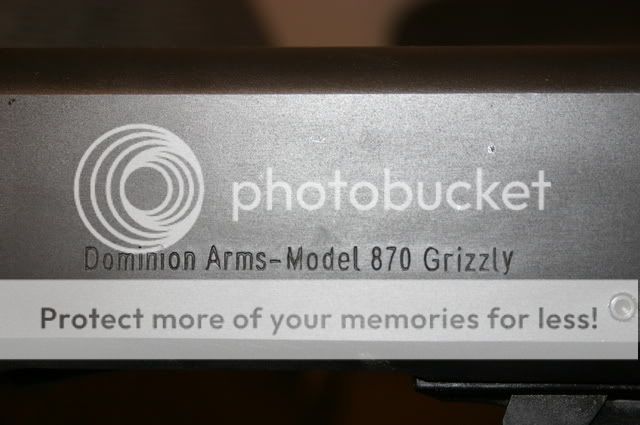 photobucket
Dominion Arms-Model 870 Grizzly
Protect more of your memories for less!